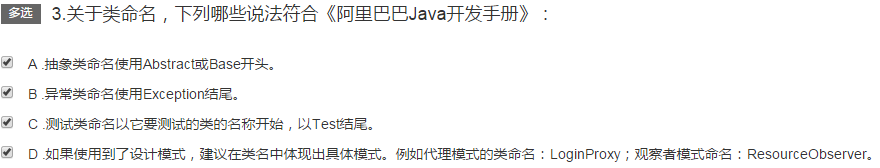 多选 3.关于类命名，下列哪些说法符合《阿里巴巴Java开发手册》：
A .抽象类命名使用Abstract或Base开头。
B .异常类命名使用Exception结尾。
C .测试类命名以它要测试的类的名称开始，以Test结尾。
D .如果使用到了设计模式，建议在类名中体现出具体模式。例如代理模式的类命名：LoginProxy；观察者模式命名：ResourceObserver。